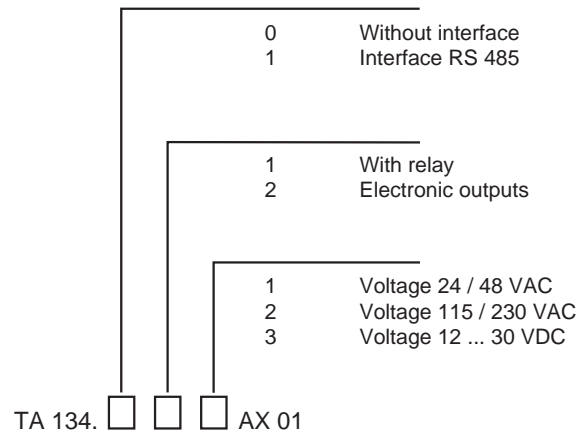 0 Without interface
1 Interface RS 485
1 With relay
2 Electronic outputs
1 Voltage 24 / 48 VAC
2 Voltage 115 / 230 VAC
3 Voltage 12 ... 30 VDC
TA 134. AX 01